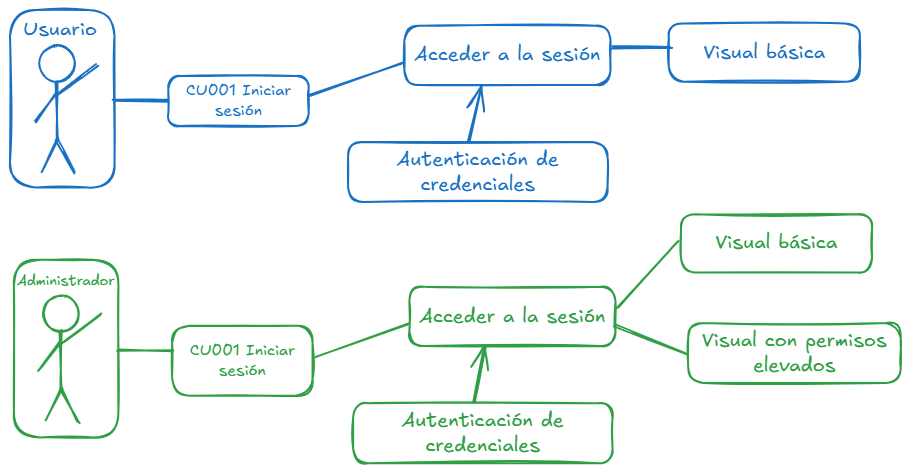 Usuario
CU001 Iniciar
sesión
Acceder a la sesión
Visual básica
Autenticación de
credenciales
Administrador
CU001 Iniciar
sesión
Acceder a la sesión
Visual básica
Visual con permisos
elevados
Autenticación de
credenciales